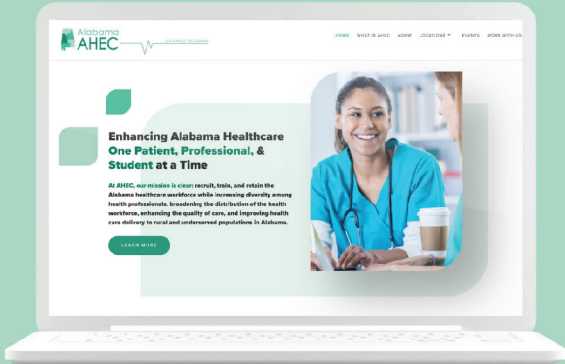 Alabama
AHEC
STATEWIDE PROGRAM
HOME WHAT IS AHEC AOHW LOCATIONS EVENTS WORK WITH US
Enhancing Alabama Healthcare
One Patient, Professional, &
Student at a Time
At AHEC, our mission is clear: recruit, train, and retain the
Alabama healthcare workforce while increasing diversity among
health professionals, broadening the distribution of the health
workforce, enhancing the quality of care, and improving health
care delivery to rural and underserved populations in Alabama.
LEARN MORE